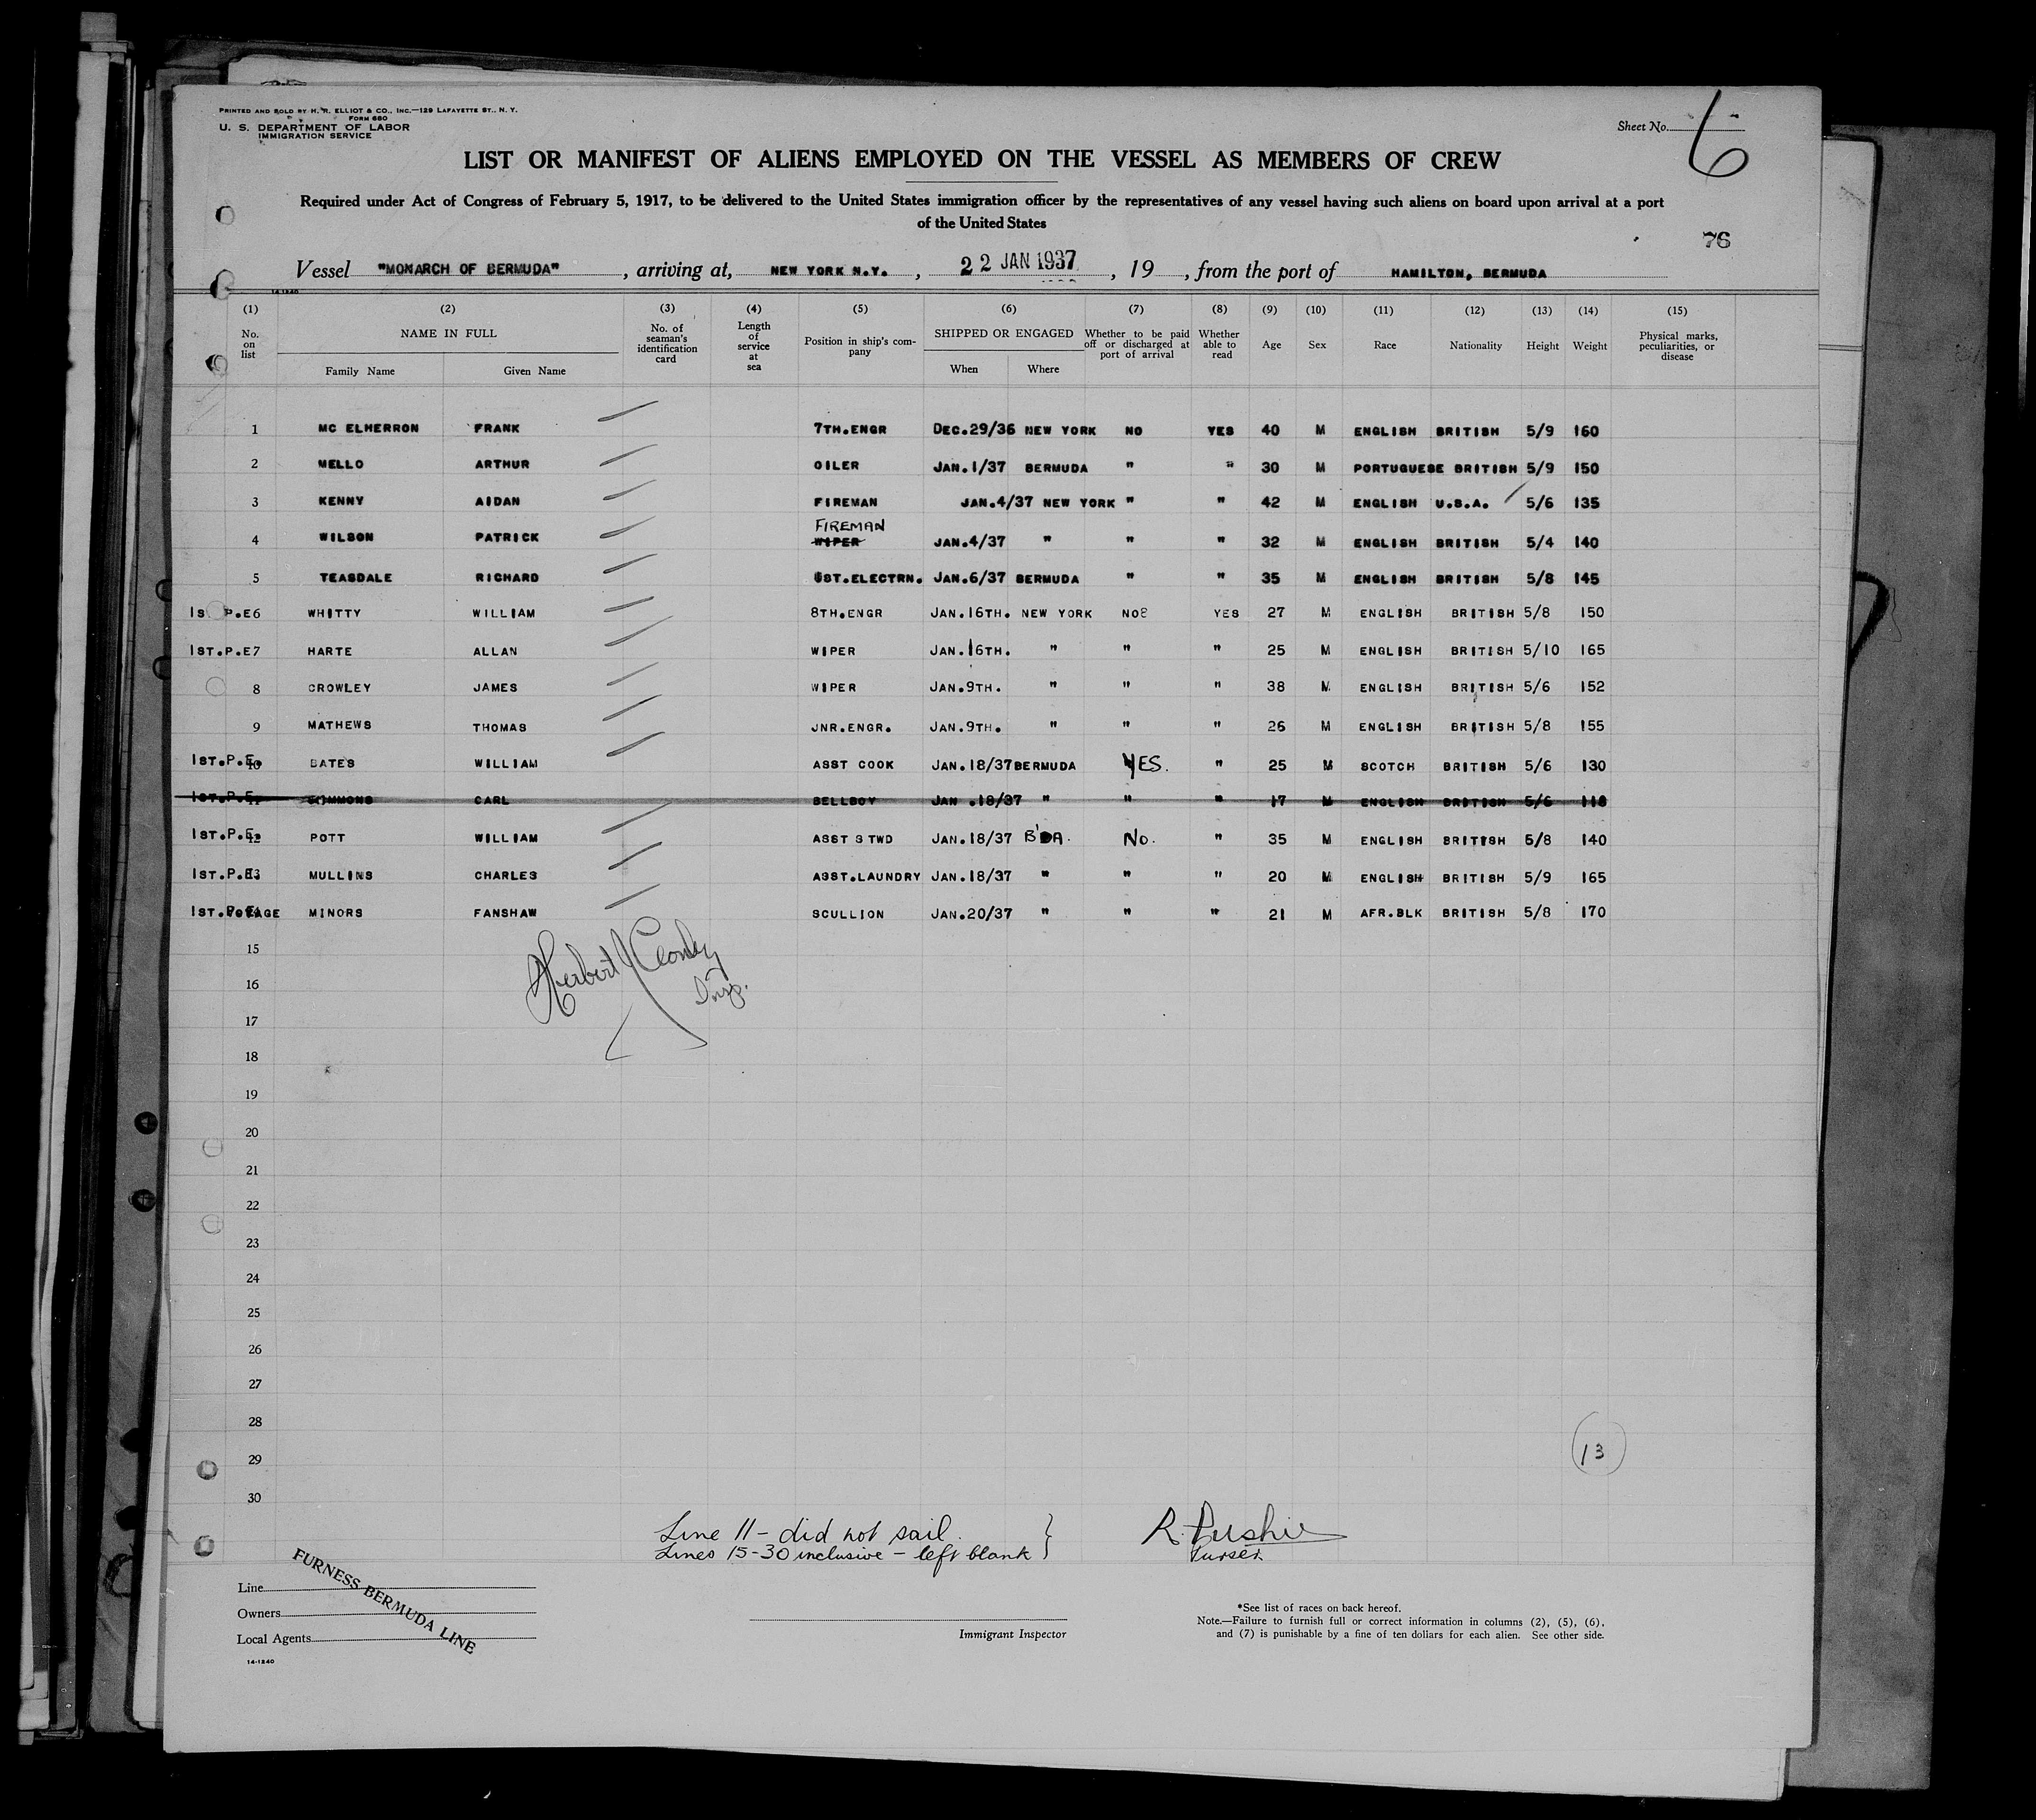 PRINTED AND SOLD BY H. R. ELLIOT & CO., INC.—129 LAFAYETTE ST., N. Y.
FORM 680
U. S. DEPARTMENT OF LABOR
IMMIGRATION SERVICE
Sheet No. 6
LIST OR MANIFEST OF ALIENS EMPLOYED ON THE VESSEL AS MEMBERS OF CREW
Required under Act of Congress of February 5, 1917, to be delivered to the United States immigration officer by the representatives of any vessel having such aliens on board upon arrival at a port
of the United States
76
Vessel "MONARCH OF BERMUDA", arriving at, NEW YORK N.Y., 22 JAN 1937, 19, from the port of HAMILTON, BERMUDA
14-1240
(1) (2) (3) (4) (5) (6) (7) (8) (9) (10) (11) (12) (13) (14) (15)
No. on list
NAME IN FULL
Family Name Given Name
No. of seaman's identification card
Length of service at sea
Position in ship's company
SHIPPED OR ENGAGED
When Where
Whether to be paid off or discharged at port of arrival
Whether able to read
Age
Sex
Race
Nationality
Height
Weight
Physical marks, peculiarities, or disease
1 MC ELHERRON FRANK 7TH.ENGR DEC.29/36 NEW YORK NO YES 40 M ENGLISH BRITISH 5/9 160
2 MELLO ARTHUR OILER JAN.1/37 BERMUDA " " 30 M PORTUGUESE BRITISH 5/9 150
3 KENNY AIDAN FIREMAN JAN.4/37 NEW YORK " " 42 M ENGLISH U.S.A. 5/6 135
FIREMAN
4 WILSON PATRICK WIPER JAN.4/37 " " " 32 M ENGLISH BRITISH 5/4 140
5 TEASDALE RICHARD ST.ELECTRN. JAN.6/37 BERMUDA " " 35 M ENGLISH BRITISH 5/8 145
1S P.E6 WHITTY WILLIAM 8TH.ENGR JAN.16TH. NEW YORK NO YES 27 M ENGLISH BRITISH 5/8 150
1ST.P.E7 HARTE ALLAN WIPER JAN.16TH. " " " 25 M ENGLISH BRITISH 5/10 165
8 CROWLEY JAMES WIPER JAN.9TH. " " " 38 M ENGLISH BRITISH 5/6 152
9 MATHEWS THOMAS JNR.ENGR. JAN.9TH. " " " 26 M ENGLISH BRITISH 5/8 155
1ST.P.E. 10 BATES WILLIAM ASST COOK JAN.18/37 BERMUDA YES. " 25 M SCOTCH BRITISH 5/6 130
1ST.P.E. 11 SIMMONS CARL BELLBOY JAN .18/37 " " " 17 M ENGLISH BRITISH 5/6 118
1ST.P.E. 12 POTT WILLIAM ASST STWD JAN.18/37 B'DA. No. " 35 M ENGLISH BRITISH 5/8 140
1ST.P.E. 13 MULLINS CHARLES ASST.LAUNDRY JAN.18/37 " " " 20 M ENGLISH BRITISH 5/9 165
1ST.VOYAGE MINORS FANSHAW SCULLION JAN.20/37 " " " 21 M AFR.BLK BRITISH 5/8 170
Herbert J Insp.
15
16
17
18
19
20
21
22
23
24
25
26
27
28
29
13
30
Line 11 - did not sail.
Lines 15-30 inclusive - left blank
R. Purser
FURNESS BERMUDA LINE
Line
Owners
Local Agents
14-1240
Immigrant Inspector
*See list of races on back hereof.
Note.—Failure to furnish full or correct information in columns (2), (5), (6),
and (7) is punishable by a fine of ten dollars for each alien. See other side.